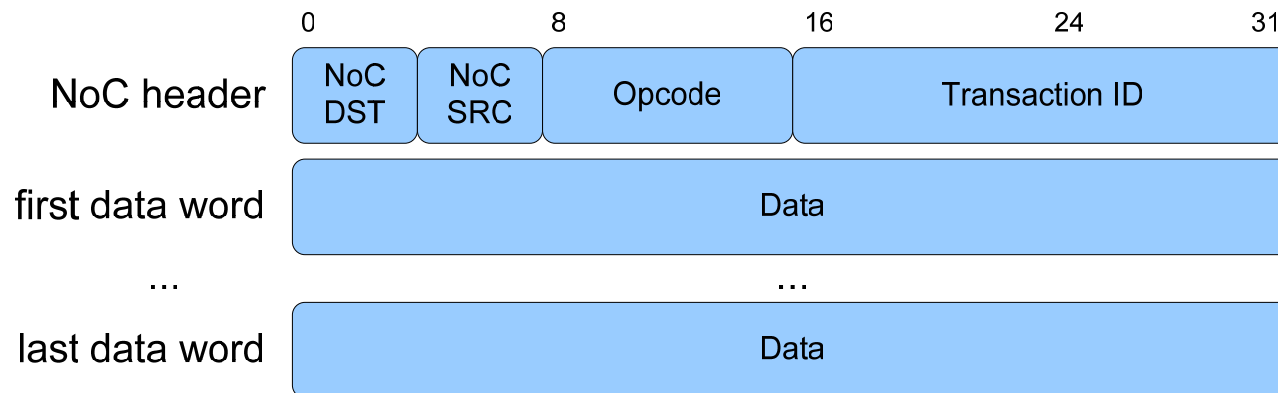 0 8 16 24 31
NoC header
NoC
DST
NoC
SRC
Opcode
Transaction ID
first data word
Data
... ...
last data word
Data